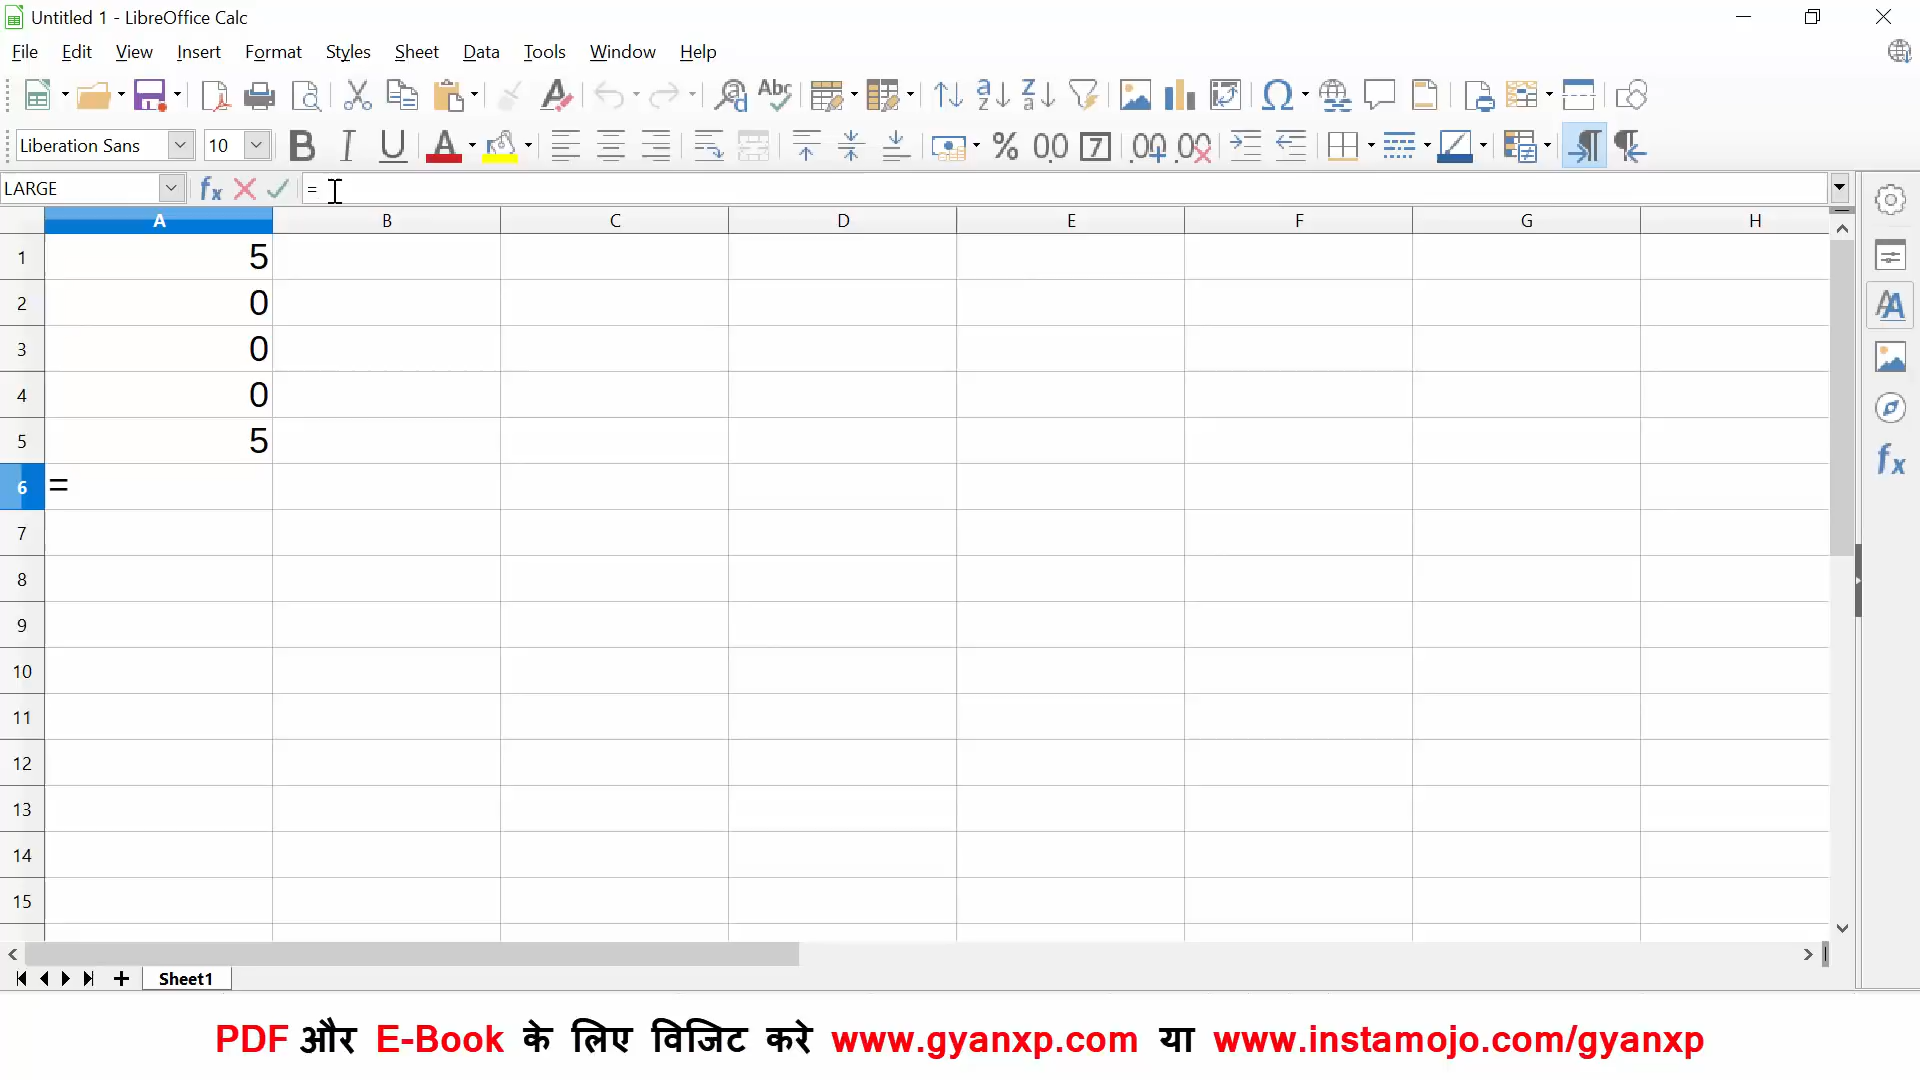 Untitled 1 - LibreOffice Calc
File Edit View Insert Format Styles Sheet Data Tools Window Help
Liberation Sans 10
LARGE =
A B C D E F G H
1 5
2 0
3 0
4 0
5 5
6 =
7
8
9
10
11
12
13
14
15
Sheet1
PDF और E-Book के लिए विजिट करे www.gyanxp.com या www.instamojo.com/gyanxp